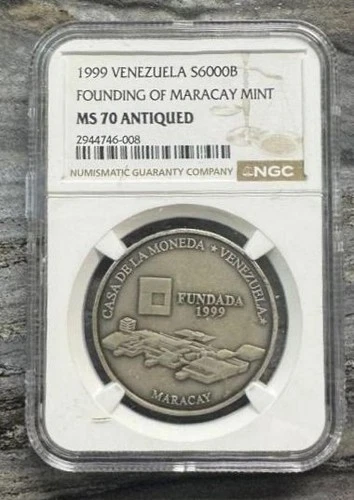 1999 VENEZUELA S6000B
FOUNDING OF MARACAY MINT
MS 70 ANTIQUED
2944746-008
NUMISMATIC GUARANTY COMPANY NGC
CASA DE LA MONEDA ★ VENEZUELA ★
FUNDADA
1999
MARACAY